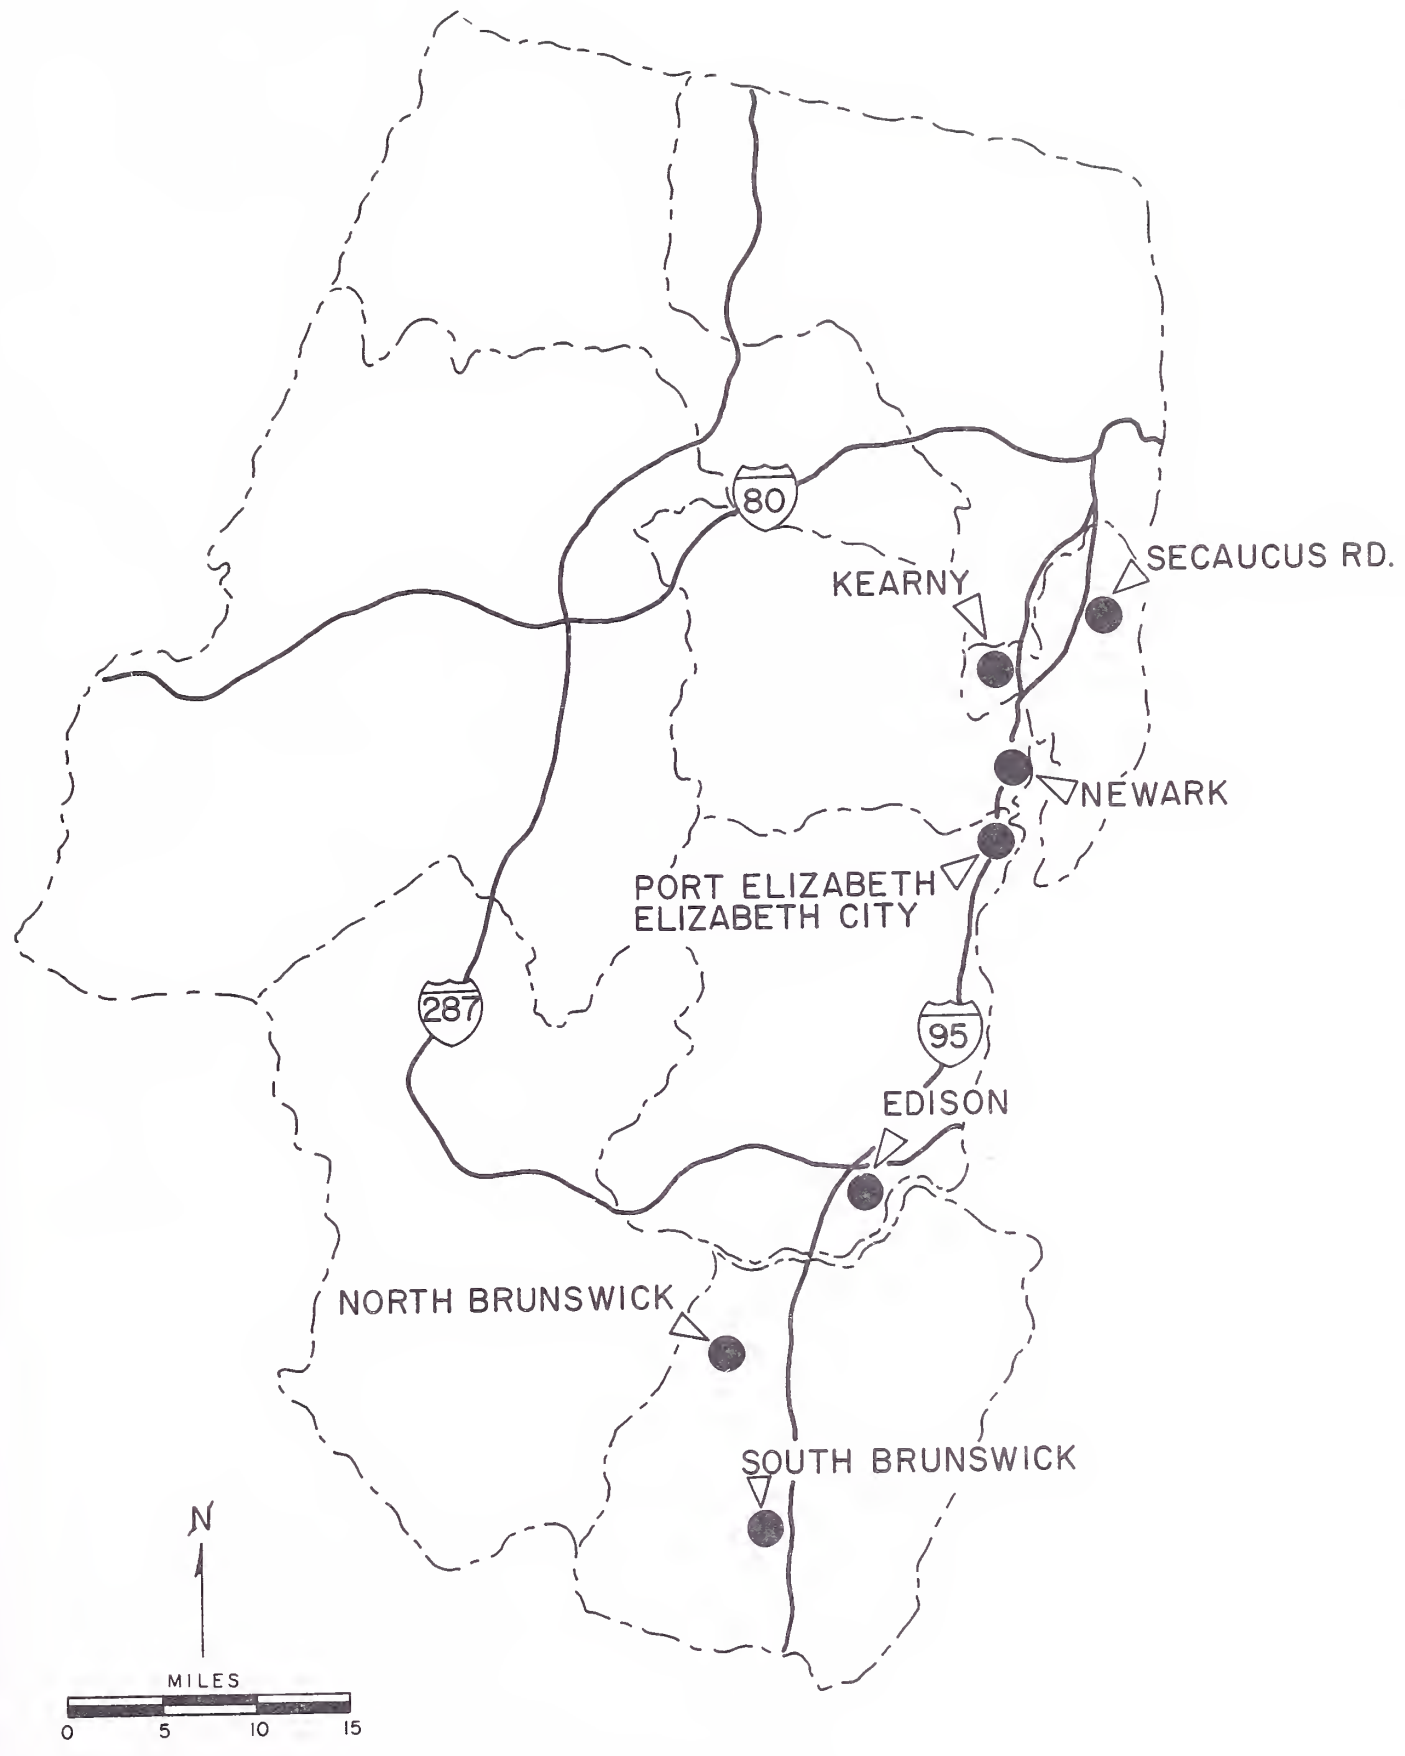 80
SECAUCUS RD.
KEARNY
NEWARK
PORT ELIZABETH
ELIZABETH CITY
287
95
EDISON
NORTH BRUNSWICK
SOUTH BRUNSWICK
N
MILES
0 5 10 15